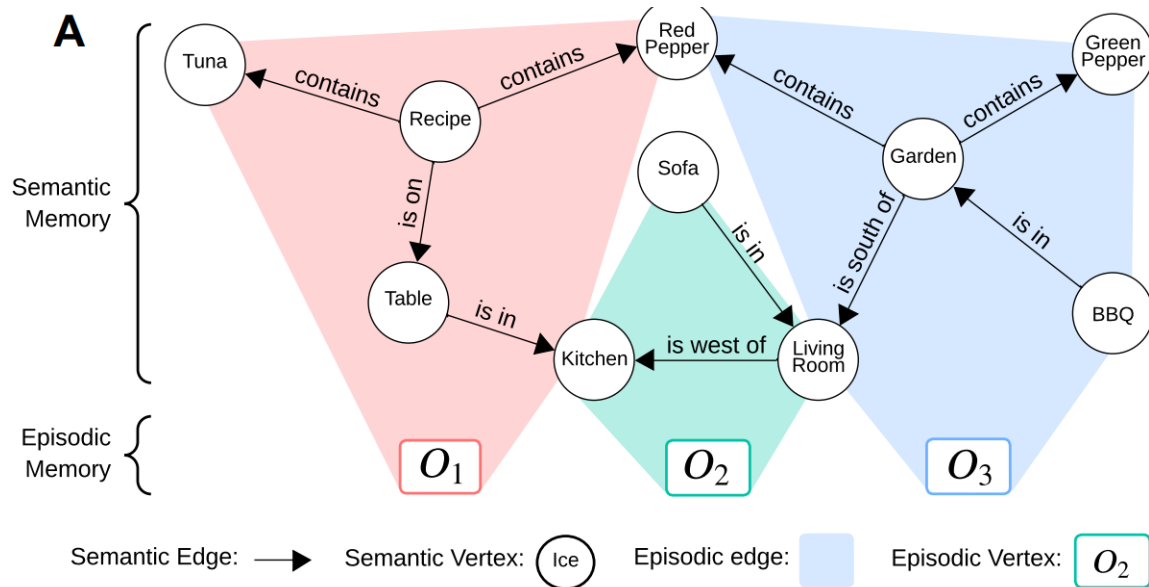 A
Tuna
Red
Pepper
Green
Pepper
contains
contains
contains
contains
Recipe
Garden
Sofa
Semantic
Memory
is on
is in
is south of
is in
Table
is in
BBQ
Kitchen
is west of
Living
Room
Episodic
Memory
O1
O2
O3
Semantic Edge:
Semantic Vertex:
Ice
Episodic edge:
Episodic Vertex:
O2